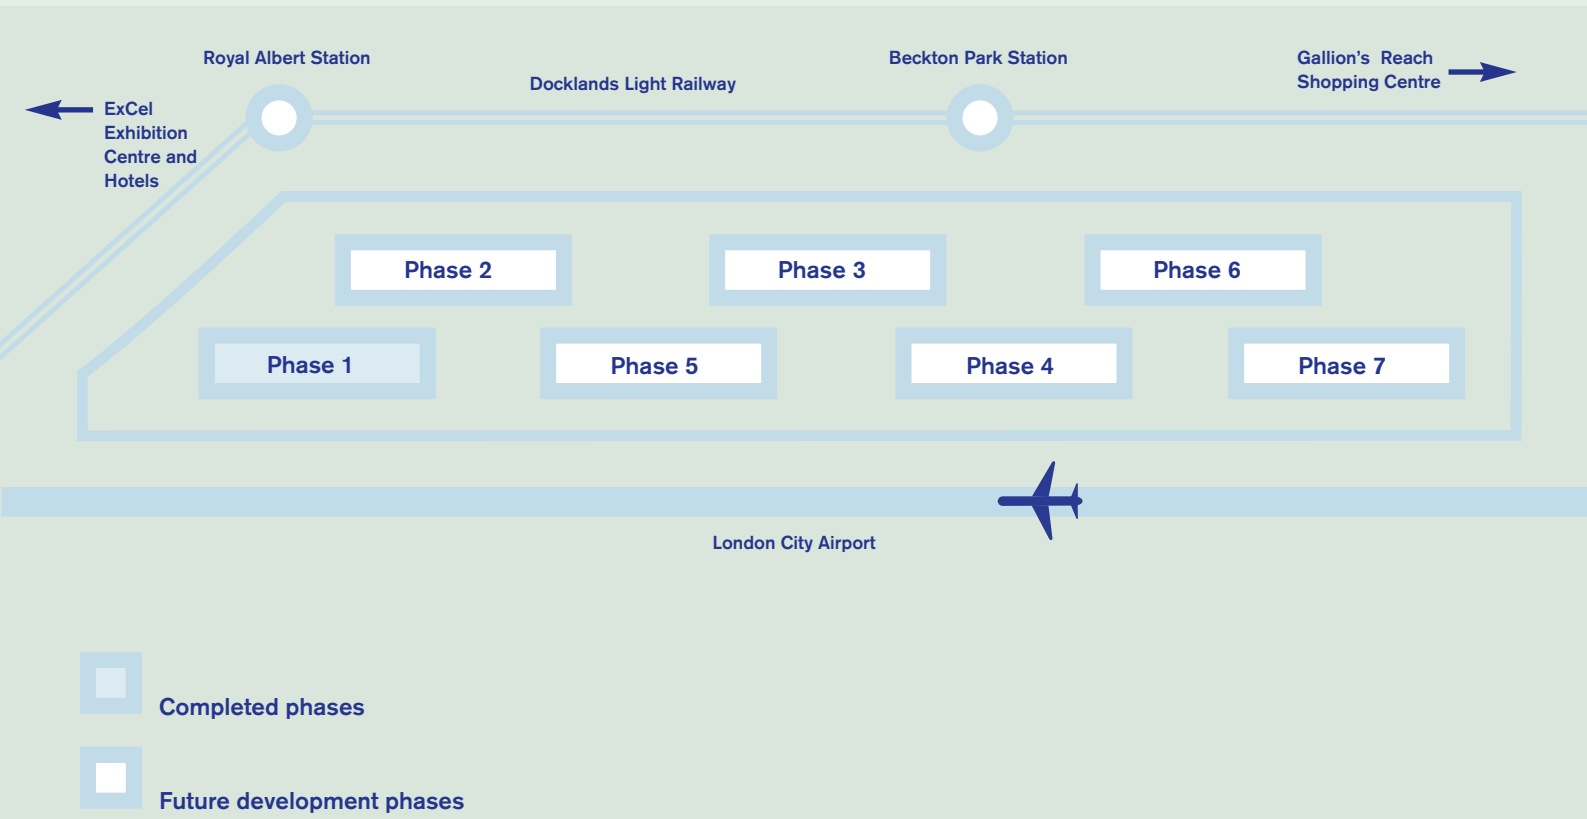 Royal Albert Station
Beckton Park Station
Gallion's Reach
Shopping Centre
Docklands Light Railway
ExCel
Exhibition
Centre and
Hotels
Phase 2
Phase 3
Phase 6
Phase 1
Phase 5
Phase 4
Phase 7
London City Airport
Completed phases
Future development phases